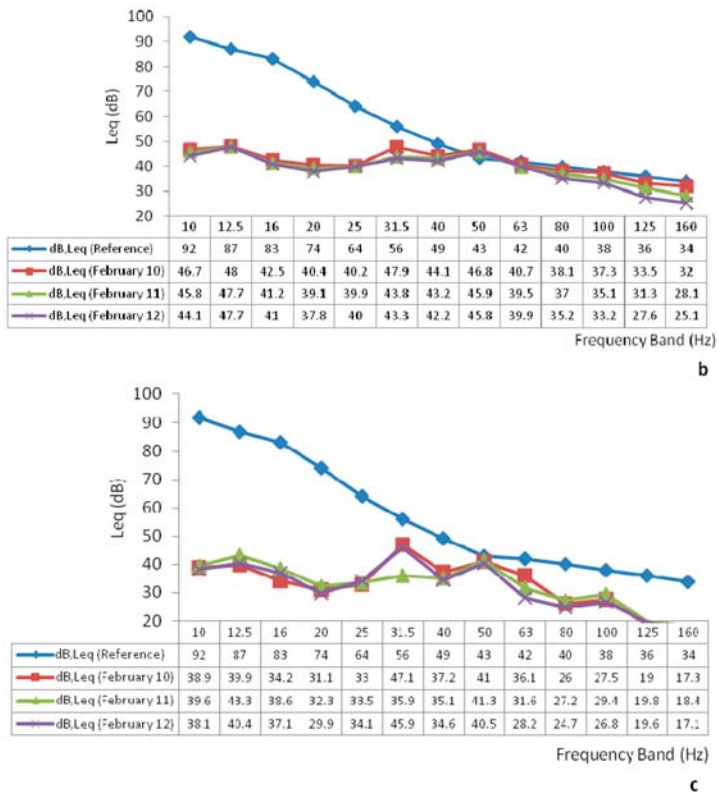 100
90
80
70
60
50
40
30
20
Leq (dB)
10 12.5 16 20 25 31.5 40 50 63 80 100 125 160
dB,Leq (Reference) 92 87 83 74 64 56 49 43 42 40 38 36 34
dB,Leq (February 10) 46.7 48 42.5 40.4 40.2 47.9 44.1 46.8 40.7 38.1 37.3 33.5 32
dB,Leq (February 11) 45.8 47.7 41.2 39.1 39.9 43.8 43.2 45.9 39.5 37 35.1 31.3 28.1
dB,Leq (February 12) 44.1 47.7 41 37.8 40 43.3 42.2 45.8 39.9 35.2 33.2 27.6 25.1
Frequency Band (Hz)
b
100
90
80
70
60
50
40
30
20
Leq (dB)
10 12.5 16 20 25 31.5 40 50 63 80 100 125 160
dB,Leq (Reference) 92 87 83 74 64 56 49 43 42 40 38 36 34
dB,Leq (February 10) 38.9 39.9 34.2 31.1 33 47.1 37.2 41 36.1 26 27.5 19 17.3
dB,Leq (February 11) 39.6 43.3 38.6 32.3 33.5 35.9 35.1 41.3 31.6 27.2 29.4 19.8 18.4
dB,Leq (February 12) 38.1 40.4 37.1 29.9 34.1 45.9 34.6 40.5 28.2 24.7 26.8 19.6 17.1
Frequency Band (Hz)
c